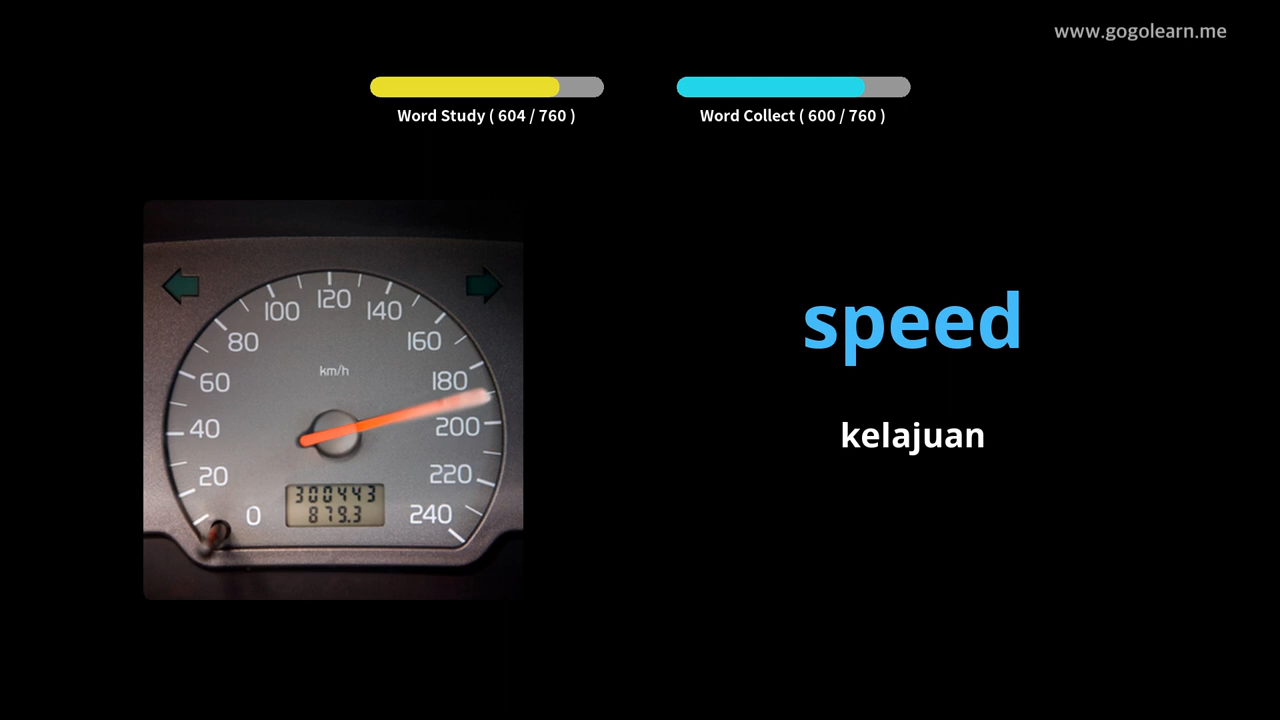 www.gogolearn.me
Word Study ( 604 / 760 )
Word Collect ( 600 / 760 )
speed
kelajuan
120
100
140
80
160
km/h
60
180
40
200
20
220
300443
879.3
0
240